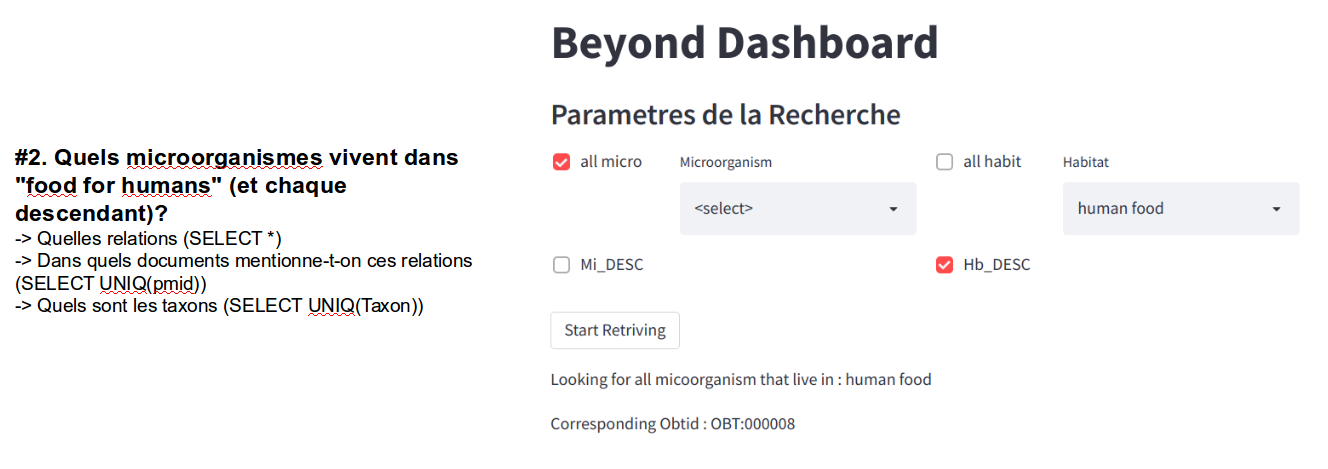 #2. Quels microorganismes vivent dans
"food for humans" (et chaque
descendant)?
-> Quelles relations (SELECT *)
-> Dans quels documents mentionne-t-on ces relations
(SELECT UNIQ(pmid))
-> Quels sont les taxons (SELECT UNIQ(Taxon))
Beyond Dashboard
Parametres de la Recherche
all micro
Microorganism
all habit
Habitat
<select>
human food
Mi_DESC
Hb_DESC
Start Retriving
Looking for all micoorganism that live in : human food
Corresponding Obtid : OBT:000008